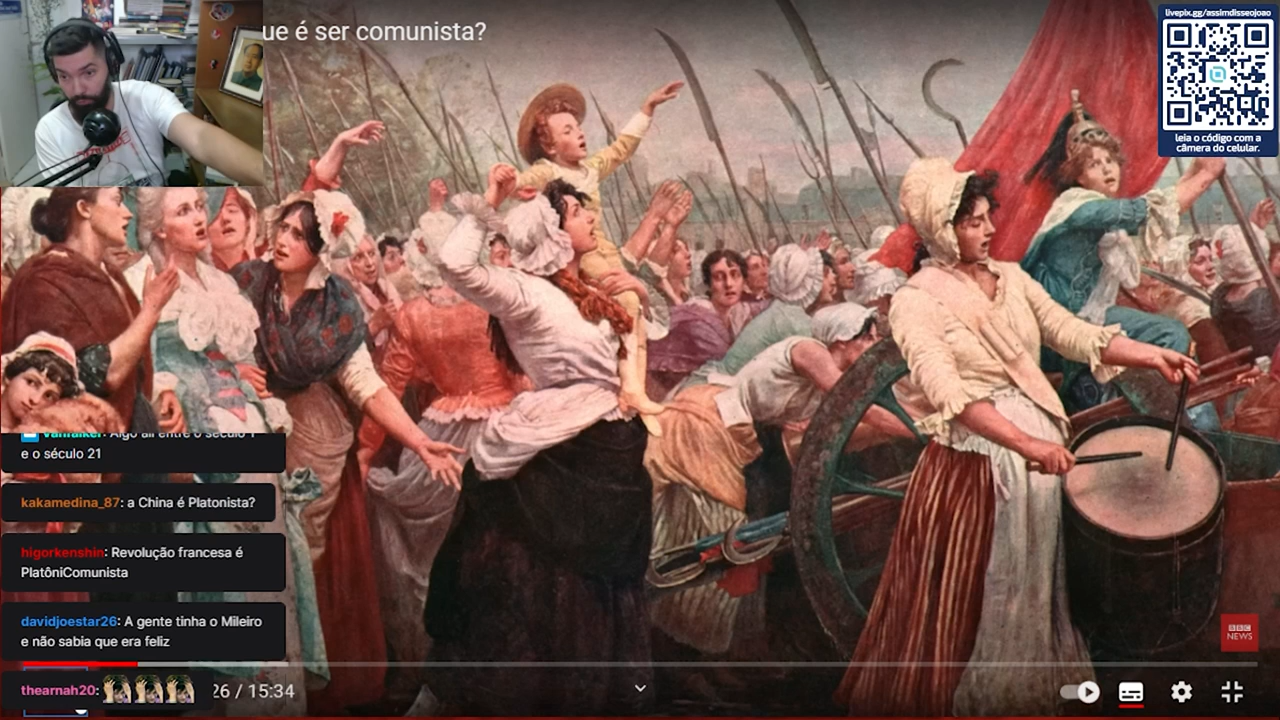 ue é ser comunista?
livepix.gg/assimdisseojoao
leia o código com a
câmera do celular.
vanraiker: Algo ali entre o século 1
e o século 21
kakamedina_87: a China é Platonista?
higorkenshin: Revolução francesa é
PlatôniComunista
davidjoestar26: A gente tinha o Mileiro
e não sabia que era feliz
thearnah20:
26 / 15:34
BBC
NEWS